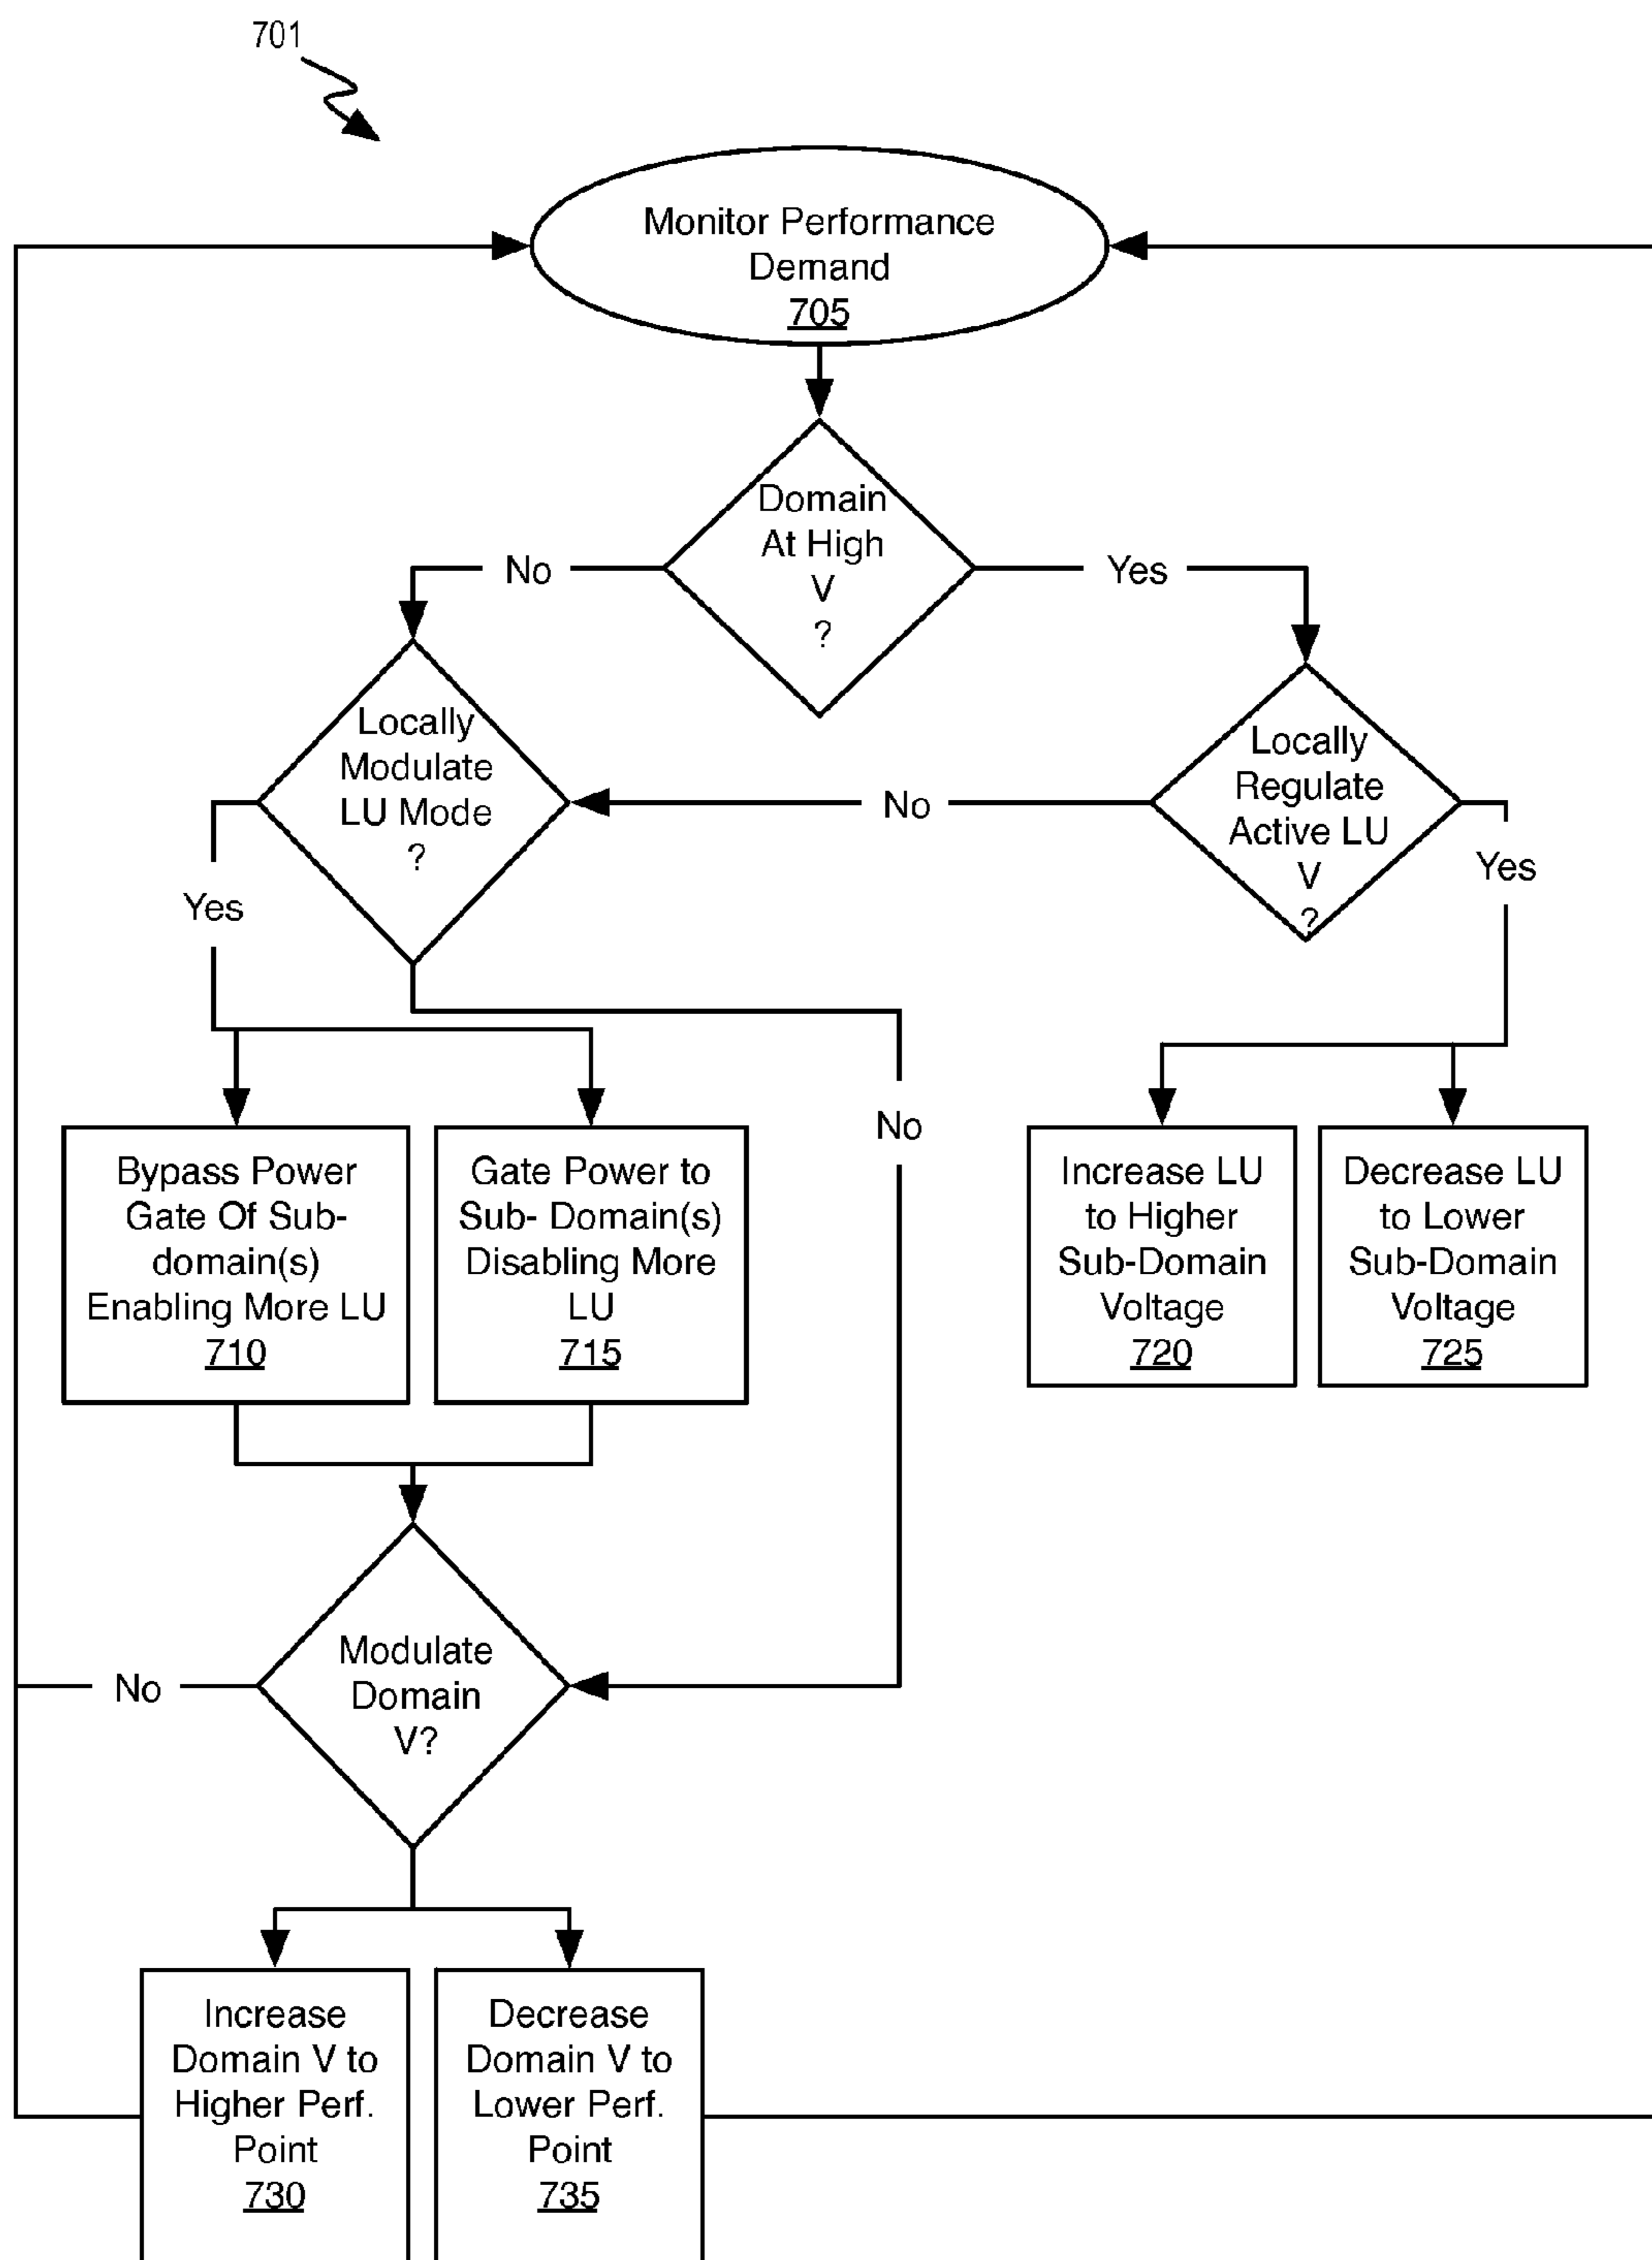 701
Monitor Performance
Demand
705
Domain
At High
V
?
No
Yes
Locally
Modulate
LU Mode
?
Locally
Regulate
Active LU
V
?
No
Yes
Yes
No
Bypass Power
Gate Of Sub-
domain(s)
Enabling More LU
710
Gate Power to
Sub- Domain(s)
Disabling More
LU
715
Increase LU
to Higher
Sub-Domain
Voltage
720
Decrease LU
to Lower
Sub-Domain
Voltage
725
Modulate
Domain
V?
No
Increase
Domain V to
Higher Perf.
Point
730
Decrease
Domain V to
Lower Perf.
Point
735